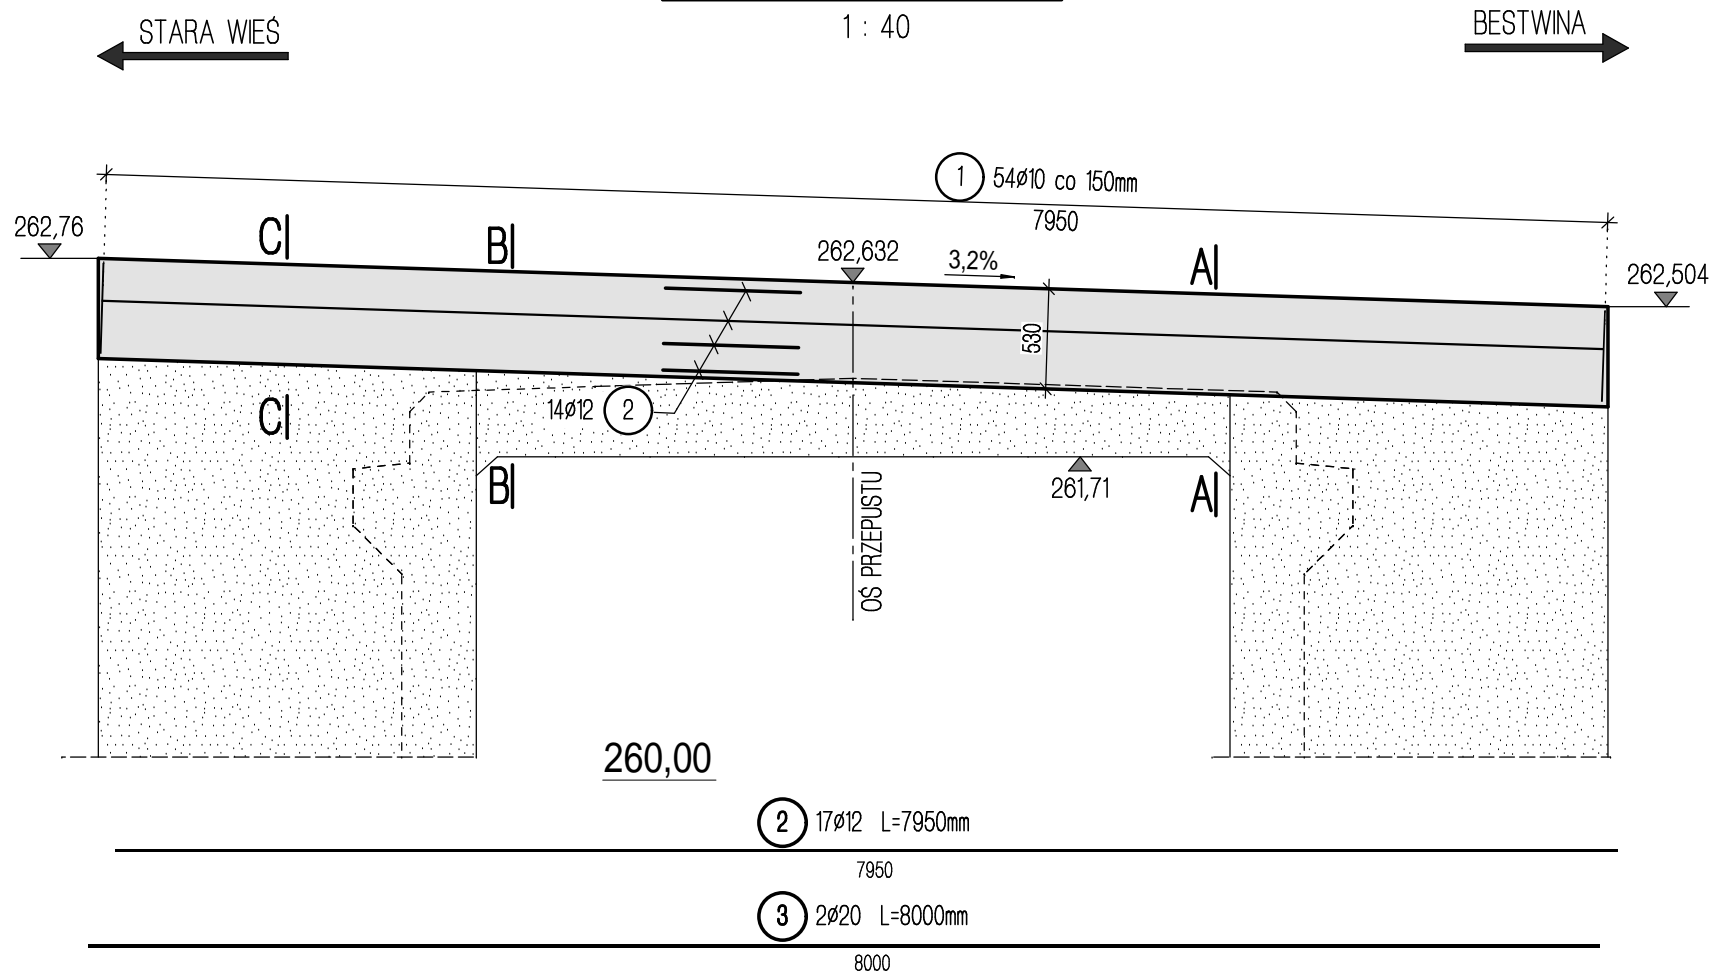 1 : 40
STARA WIEŚ
BESTWINA
1 54ø10 co 150mm
7950
262,76
C
B
262,632
3,2%
A
262,504
530
14ø12 2
C
B
261,71
A
OŚ PRZEPUSTU
260,00
2 17ø12 L=7950mm
7950
3 2ø20 L=8000mm
8000